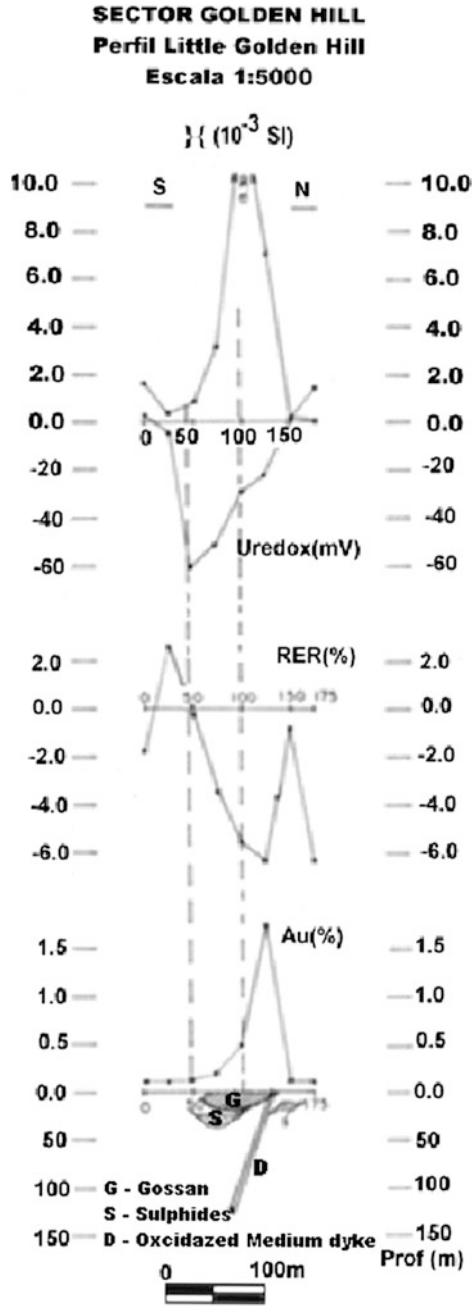 SECTOR GOLDEN HILL
Perfil Little Golden Hill
Escala 1:5000
}{ (10-3 SI)
10.0 S N 10.0
8.0 8.0
6.0 6.0
4.0 4.0
2.0 2.0
0.0 0.0
0 50 100 150
-20 -20
-40 -40
Uredox(mV)
-60 -60
RER(%)
2.0 2.0
0 50 100 150 175
0.0 0.0
-2.0 -2.0
-4.0 -4.0
-6.0 -6.0
Au(%)
1.5 1.5
1.0 1.0
0.5 0.5
0.0 0.0
0 50 G 175
S
50 50
D
G - Gossan
100 100
S - Sulphides
D - Oxcidazed Medium dyke
150 150
Prof (m)
0 100m